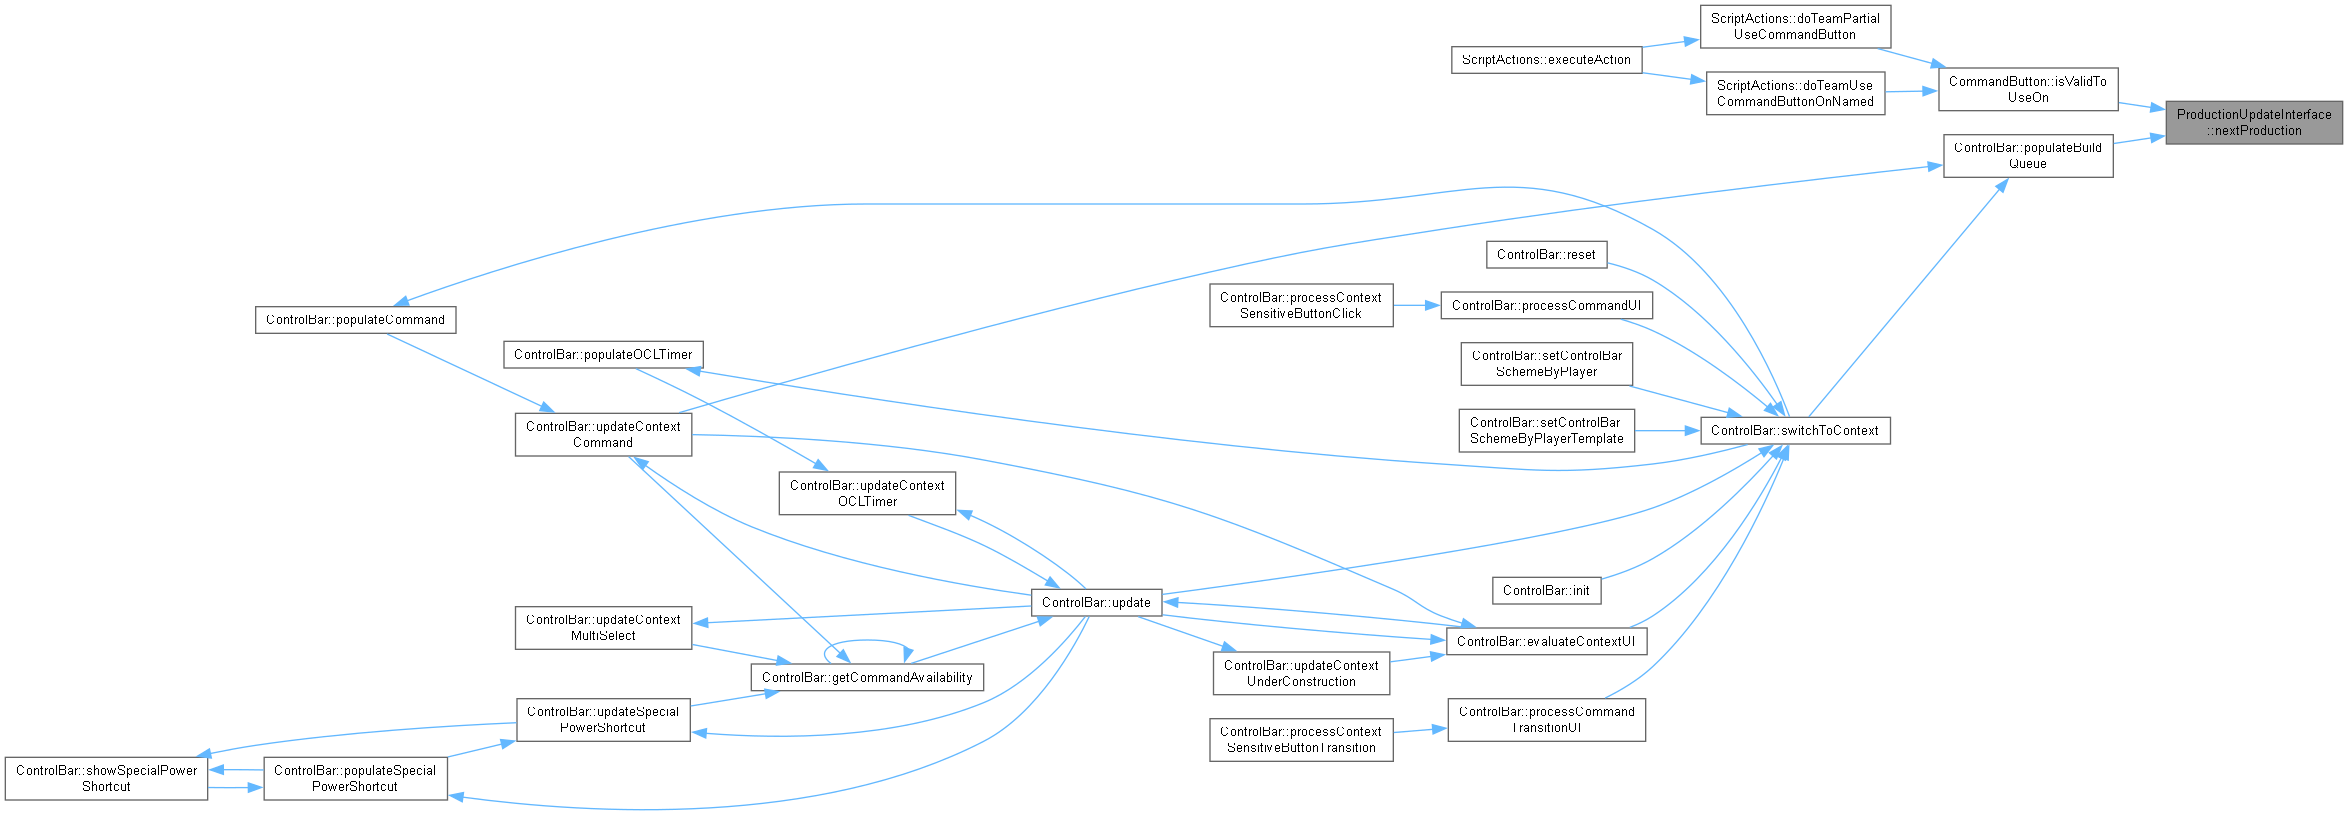 ScriptActions::doTeamPartial
UseCommandButton
ScriptActions::executeAction
ScriptActions::doTeamUse
CommandButtonOnNamed
CommandButton::isValidTo
UseOn
ProductionUpdateInterface
::nextProduction
ControlBar::populateBuild
Queue
ControlBar::reset
ControlBar::processContext
SensitiveButtonClick
ControlBar::processCommandUI
ControlBar::populateCommand
ControlBar::populateOCLTimer
ControlBar::setControlBar
SchemeByPlayer
ControlBar::updateContext
Command
ControlBar::setControlBar
SchemeByPlayerTemplate
ControlBar::switchToContext
ControlBar::updateContext
OCLTimer
ControlBar::init
ControlBar::update
ControlBar::updateContext
MultiSelect
ControlBar::evaluateContextUI
ControlBar::updateContext
UnderConstruction
ControlBar::getCommandAvailability
ControlBar::updateSpecial
PowerShortcut
ControlBar::processCommand
TransitionUI
ControlBar::processContext
SensitiveButtonTransition
ControlBar::showSpecialPower
Shortcut
ControlBar::populateSpecial
PowerShortcut